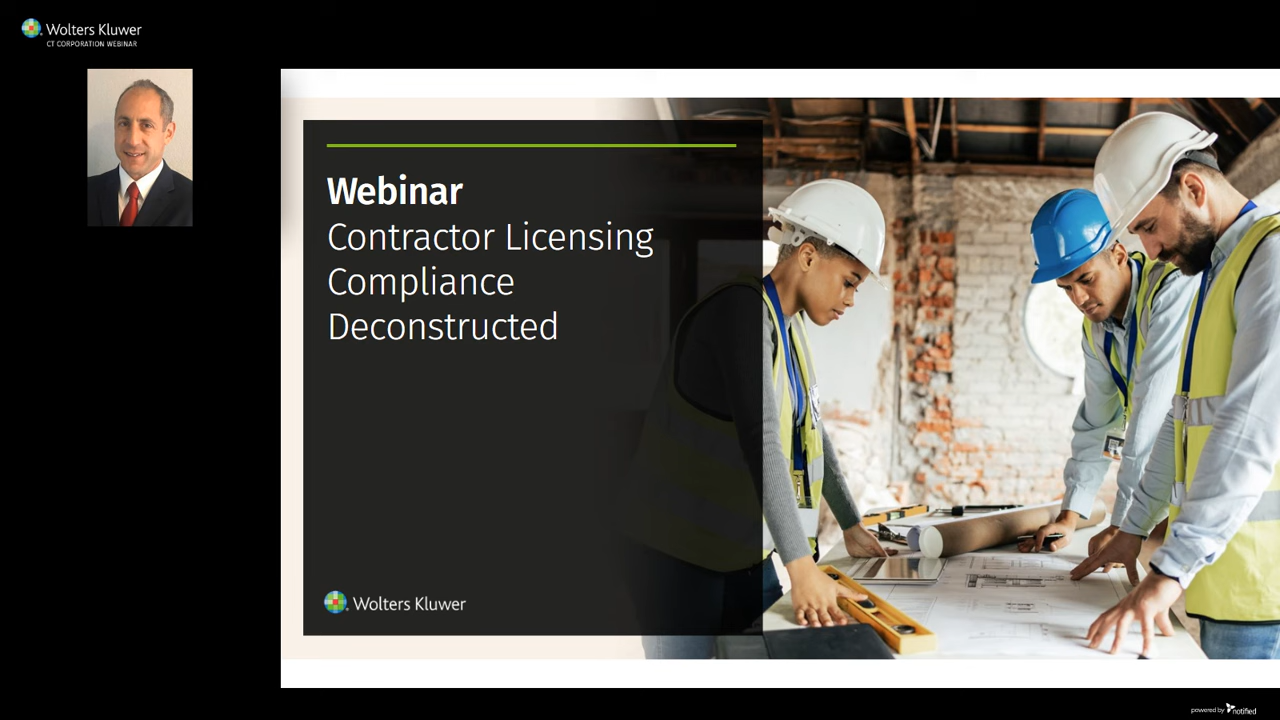 Wolters Kluwer
CT CORPORATION WEBINAR
Webinar
Contractor Licensing
Compliance
Deconstructed
Wolters Kluwer
powered by notified